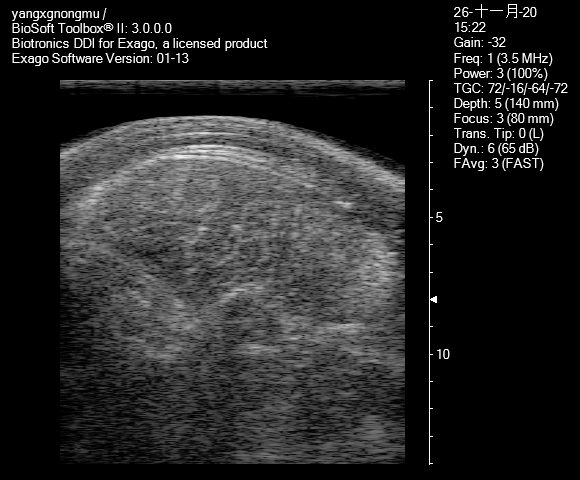 yangxgnongmu /
BioSoft Toolbox® II: 3.0.0.0
Biotronics DDI for Exago, a licensed product
Exago Software Version: 01-13
26-十一月-20
15:22
Gain: -32
Freq: 1 (3.5 MHz)
Power: 3 (100%)
TGC: 72/-16/-64/-72
Depth: 5 (140 mm)
Focus: 3 (80 mm)
Trans. Tip: 0 (L)
Dyn.: 6 (65 dB)
FAvg: 3 (FAST)
5
10